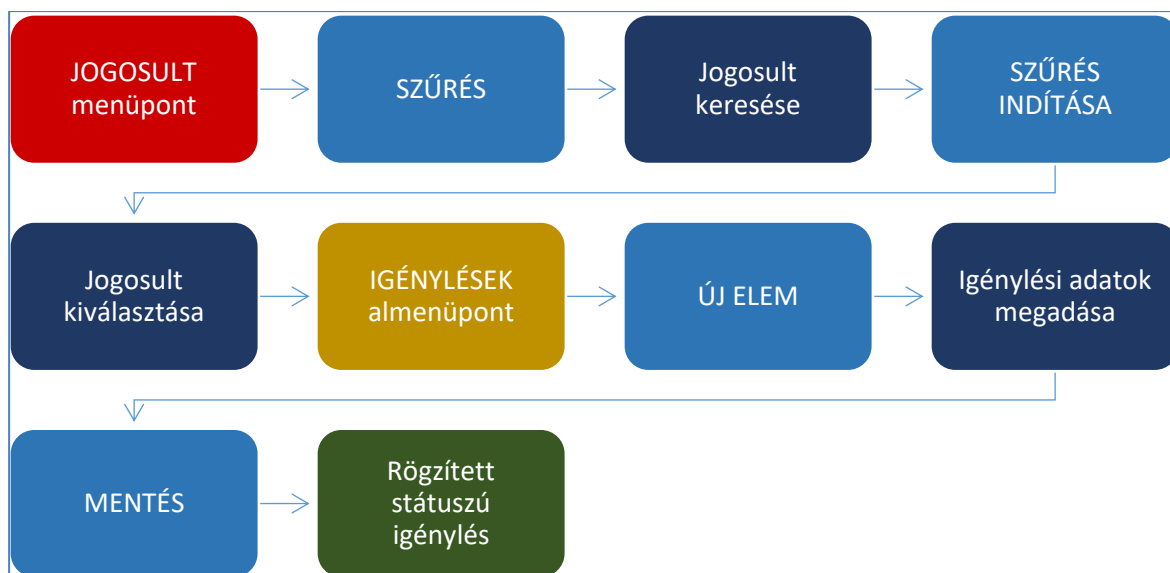 JOGOSULT
menüpont
SZŰRÉS
Jogosult
keresése
SZŰRÉS
INDÍTÁSA
Jogosult
kiválasztása
IGÉNYLÉSEK
almenüpont
ÚJ ELEM
Igénylési adatok
megadása
MENTÉS
Rögzített
státuszú
igénylés